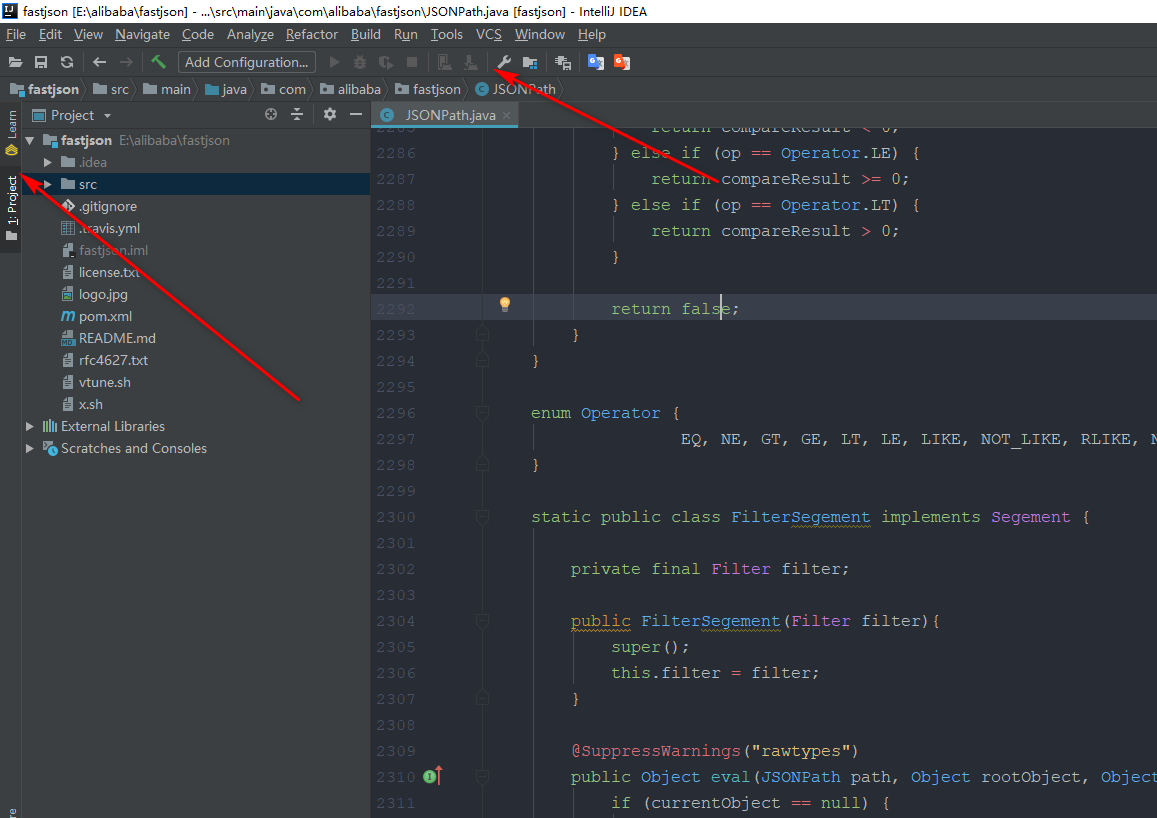 fastjson [E:\alibaba\fastjson] - ...\src\main\java\com\alibaba\fastjson\JSONPath.java [fastjson] - IntelliJ IDEA
File Edit View Navigate Code Analyze Refactor Build Run Tools VCS Window Help
Add Configuration...
fastjson src main java com alibaba fastjson JSONPath
Learn
1: Project
Project
fastjson E:\alibaba\fastjson
.idea
src
.gitignore
.travis.yml
fastjson.iml
license.txt
logo.jpg
pom.xml
README.md
rfc4627.txt
vtune.sh
x.sh
External Libraries
Scratches and Consoles
JSONPath.java
2285 return compareResult < 0;
2286 } else if (op == Operator.LE) {
2287 return compareResult >= 0;
2288 } else if (op == Operator.LT) {
2289 return compareResult > 0;
2290 }
2291
2292 return false;
2293 }
2294 }
2295
2296 enum Operator {
2297 EQ, NE, GT, GE, LT, LE, LIKE, NOT_LIKE, RLIKE,
2298 }
2299
2300 static public class FilterSegement implements Segement {
2301
2302 private final Filter filter;
2303
2304 public FilterSegement(Filter filter){
2305 super();
2306 this.filter = filter;
2307 }
2308
2309 @SuppressWarnings("rawtypes")
2310 public Object eval(JSONPath path, Object rootObject, Object
2311 if (currentObject == null) {